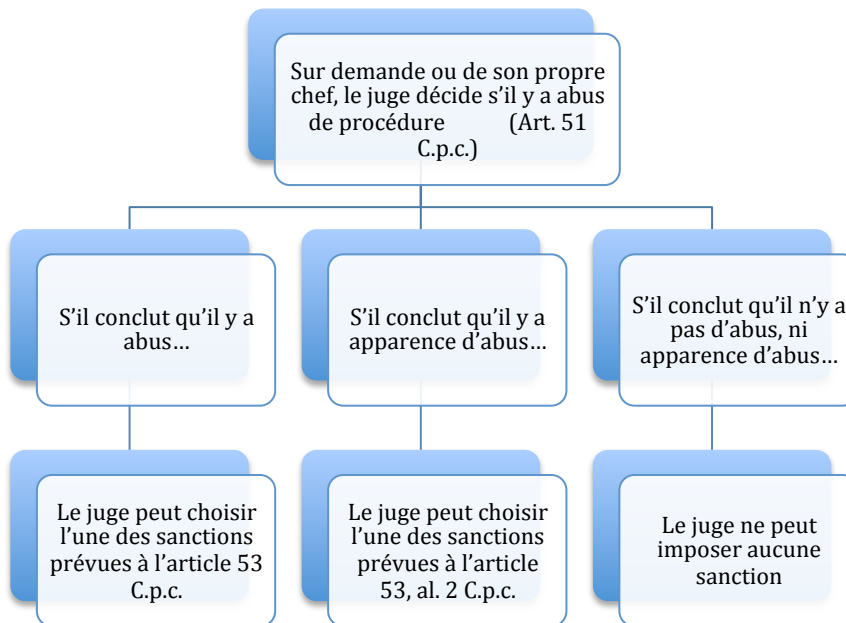 Sur demande ou de son propre
chef, le juge décide s’il y a abus
de procédure (Art. 51
C.p.c.)
S’il conclut qu’il y a
abus…
S’il conclut qu’il y a
apparence d’abus…
S’il conclut qu’il n’y a
pas d’abus, ni
apparence d’abus…
Le juge peut choisir
l’une des sanctions
prévues à l’article 53
C.p.c.
Le juge peut choisir
l’une des sanctions
prévues à l’article
53, al. 2 C.p.c.
Le juge ne peut
imposer aucune
sanction